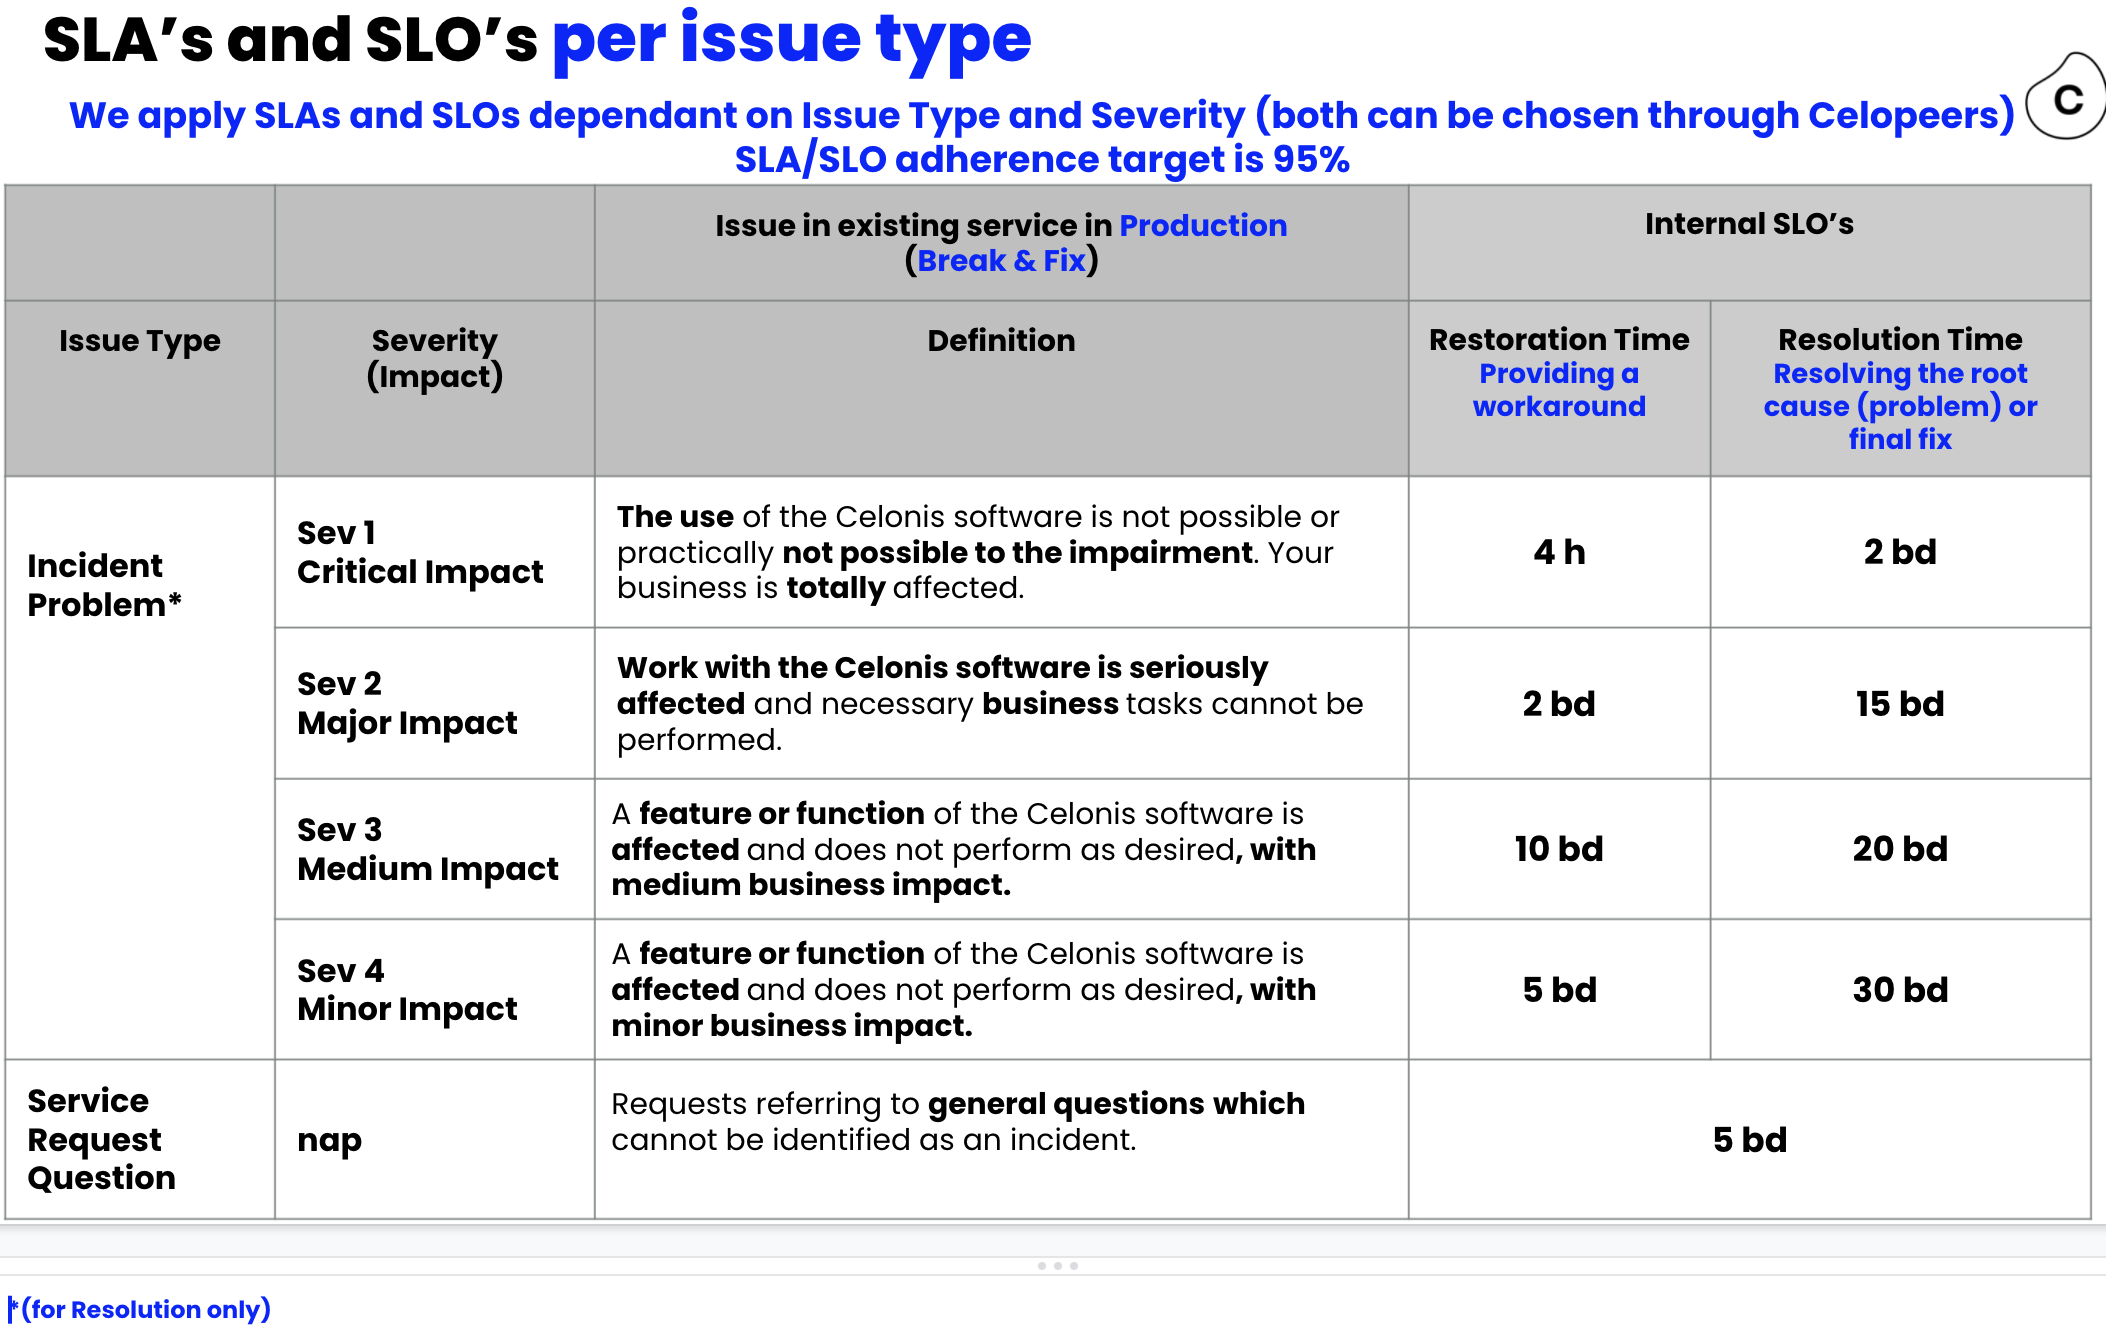 SLA’s and SLO’s per issue type
We apply SLAs and SLOs dependant on Issue Type and Severity (both can be chosen through Celopeers)
SLA/SLO adherence target is 95%
C
Issue in existing service in Production
(Break & Fix)
Internal SLO’s
Issue Type
Severity
(Impact)
Definition
Restoration Time
Providing a
workaround
Resolution Time
Resolving the root
cause (problem) or
final fix
Incident
Problem*
Sev 1
Critical Impact
The use of the Celonis software is not possible or
practically not possible to the impairment. Your
business is totally affected.
4 h
2 bd
Sev 2
Major Impact
Work with the Celonis software is seriously
affected and necessary business tasks cannot be
performed.
2 bd
15 bd
Sev 3
Medium Impact
A feature or function of the Celonis software is
affected and does not perform as desired, with
medium business impact.
10 bd
20 bd
Sev 4
Minor Impact
A feature or function of the Celonis software is
affected and does not perform as desired, with
minor business impact.
5 bd
30 bd
Service
Request
Question
nap
Requests referring to general questions which
cannot be identified as an incident.
5 bd
*(for Resolution only)